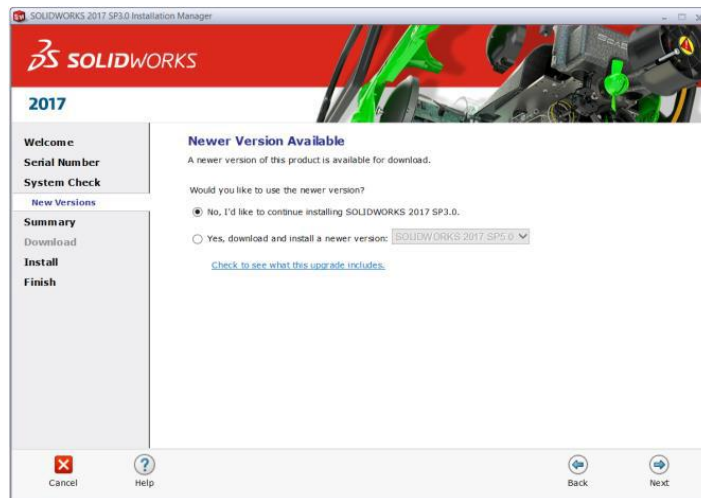 SOLIDWORKS 2017 SP3.0 Installation Manager
SOLIDWORKS
2017
Welcome
Serial Number
System Check
New Versions
Summary
Download
Install
Finish
Newer Version Available
A newer version of this product is available for download.
Would you like to use the newer version?
No, I'd like to continue installing SOLIDWORKS 2017 SP3.0.
Yes, download and install a newer version: SOLIDWORKS 2017 SP5.0
Check to see what this upgrade includes.
Cancel
Help
Back
Next